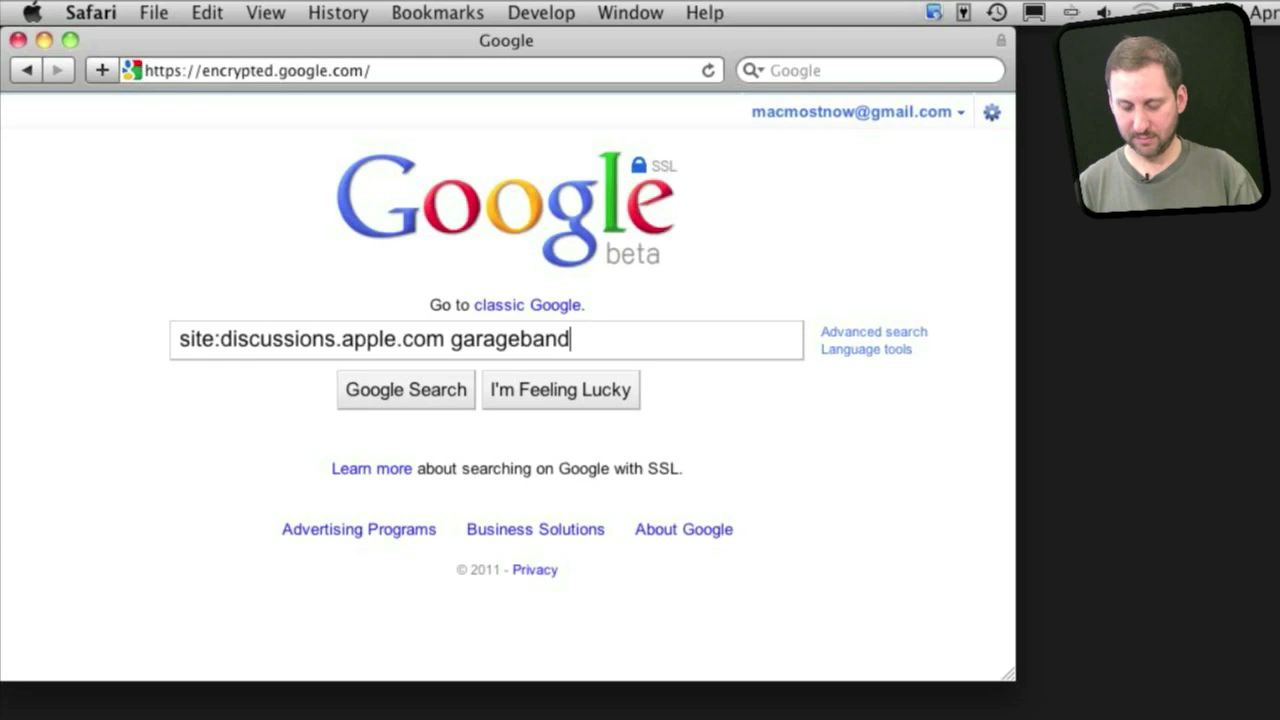 Safari File Edit View History Bookmarks Develop Window Help Apr
Google
https://encrypted.google.com/
Google
macmostnow@gmail.com
Google SSL
beta
Go to classic Google.
site:discussions.apple.com garageband
Advanced search
Language tools
Google Search I'm Feeling Lucky
Learn more about searching on Google with SSL.
Advertising Programs Business Solutions About Google
© 2011 - Privacy